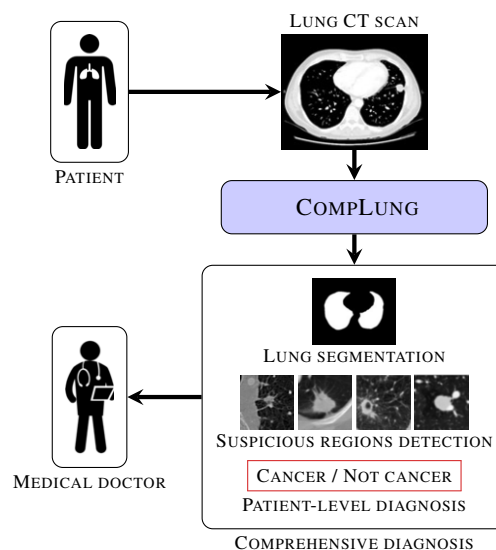 LUNG CT SCAN
PATIENT
COMPLUNG
LUNG SEGMENTATION
SUSPICIOUS REGIONS DETECTION
CANCER / NOT CANCER
PATIENT-LEVEL DIAGNOSIS
MEDICAL DOCTOR
COMPREHENSIVE DIAGNOSIS